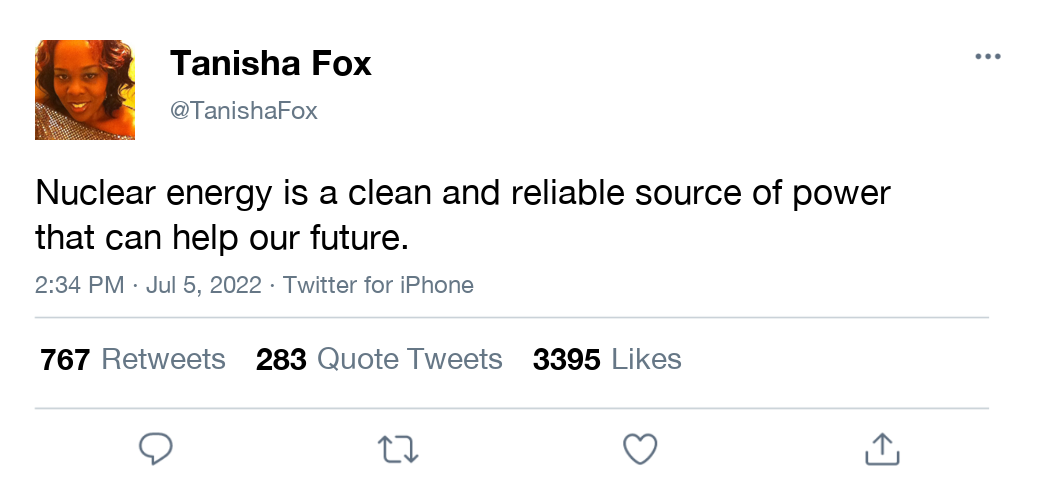 Tanisha Fox
@TanishaFox
Nuclear energy is a clean and reliable source of power
that can help our future.
2:34 PM · Jul 5, 2022 · Twitter for iPhone
767 Retweets 283 Quote Tweets 3395 Likes